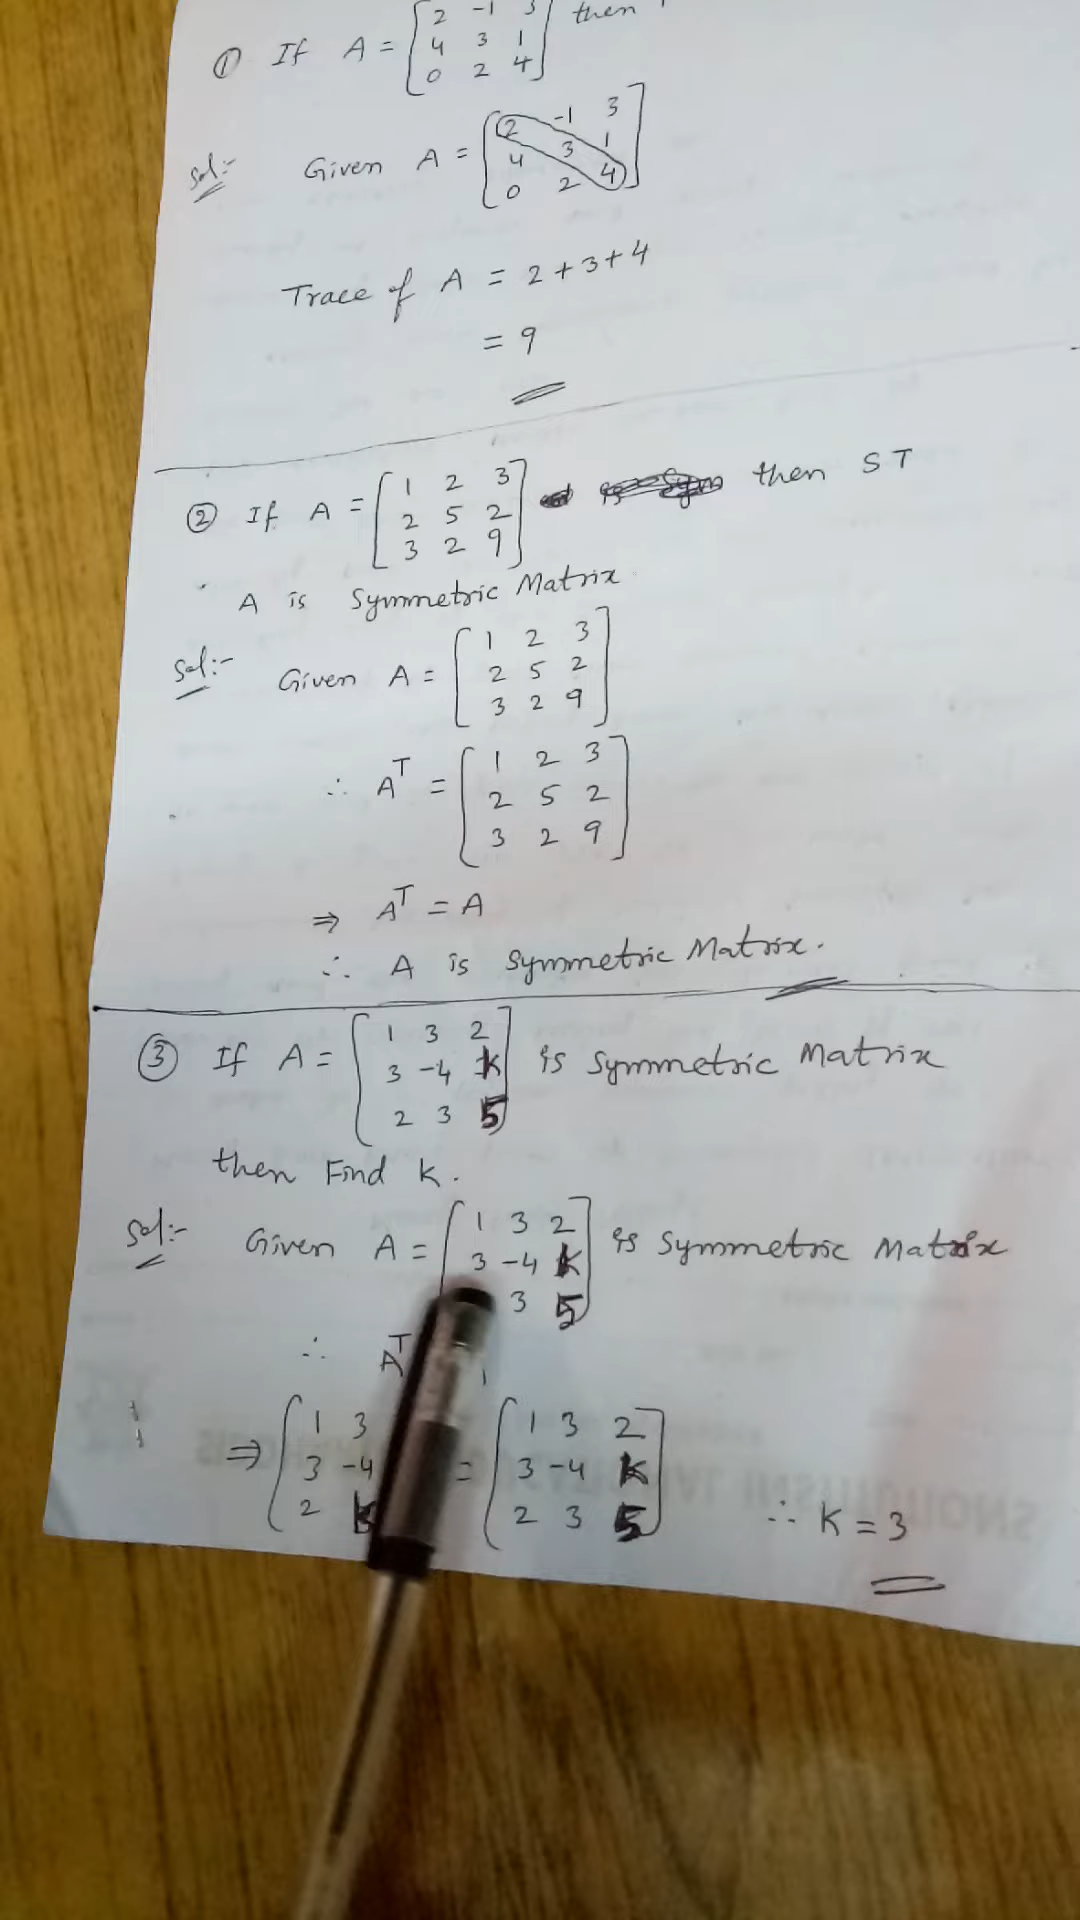 ① If A = [2 -1 3
4 3 1
0 2 4] then
Sol:- Given A = [2 -1 3
4 3 1
0 2 4]
Trace of A = 2+3+4
= 9
② If A = [1 2 3
2 5 2
3 2 9] then ST
A is Symmetric Matrix
Sol:- Given A = [1 2 3
2 5 2
3 2 9]
∴ A^T = [1 2 3
2 5 2
3 2 9]
⇒ A^T = A
∴ A is Symmetric Matrix.
③ If A = [1 3 2
3 -4 k
2 3 5] is Symmetric Matrix
then Find k.
Sol:- Given A = [1 3 2
3 -4 k
3 5] is Symmetric Matrix
∴ A^T
⇒ [1 3
3 -4
2 k = [1 3 2
3 -4 k
2 3 5] ∴ k = 3